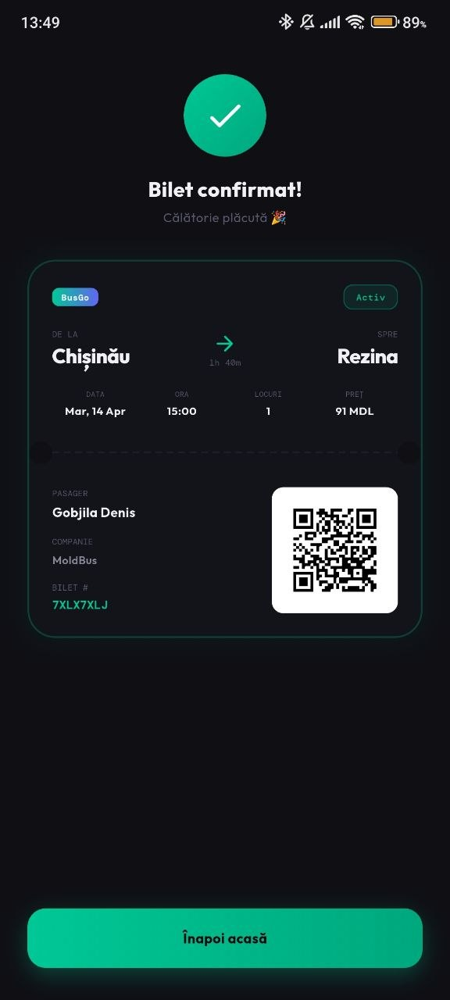 13:49
89%
Bilet confirmat!
Călătorie plăcută 🎉
BusGo
Activ
DE LA
SPRE
Chișinău
Rezina
1h 40m
DATA ORA LOCURI PREȚ
Mar, 14 Apr 15:00 1 91 MDL
PASAGER
Gobjila Denis
COMPANIE
MoldBus
BILET #
7XLX7XLJ
Înapoi acasă